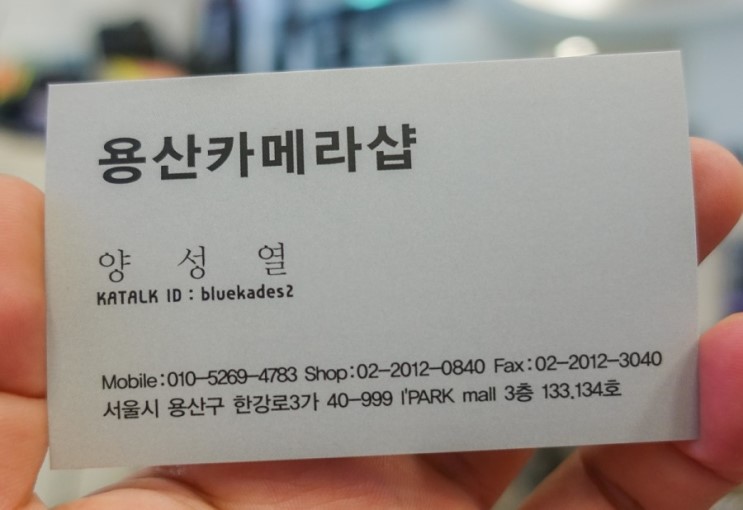 용산카메라샵
양 성 열
KATALK ID : bluekades2
Mobile:010-5269-4783 Shop:02-2012-0840 Fax:02-2012-3040
서울시 용산구 한강로3가 40-999 I'PARK mall 3층 133.134호